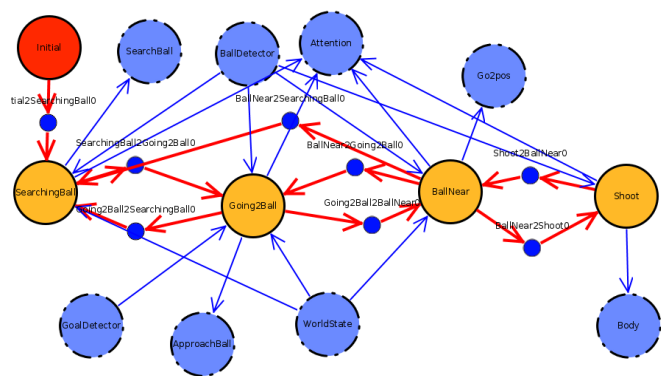 Initial
SearchBall
BallDetector
Attention
Go2pos
tial2SearchingBall0
BallNear2SearchingBall0
SearchingBall2Going2Ball0
BallNear2Going2Ball0
Shoot2BallNear0
SearchingBall
Going2Ball
BallNear
Shoot
Going2Ball2SearchingBall0
Going2Ball2BallNear0
BallNear2Shoot0
GoalDetector
ApproachBall
WorldState
Body